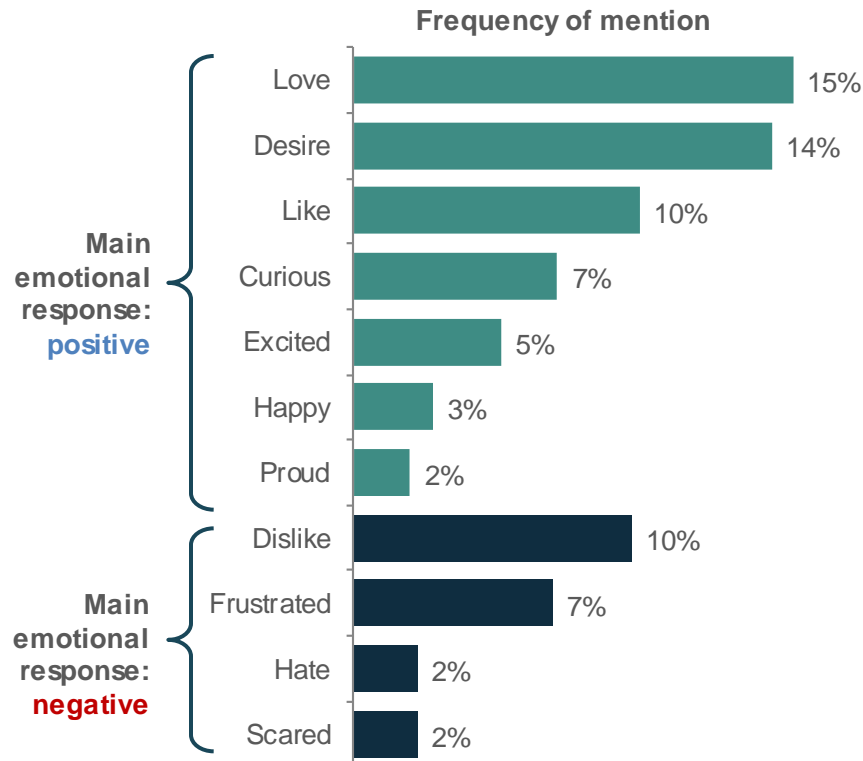 Frequency of mention
Love 15%
Desire 14%
Like 10%
Curious 7%
Excited 5%
Happy 3%
Proud 2%
Main
emotional
response:
positive
Dislike 10%
Frustrated 7%
Hate 2%
Scared 2%
Main
emotional
response:
negative